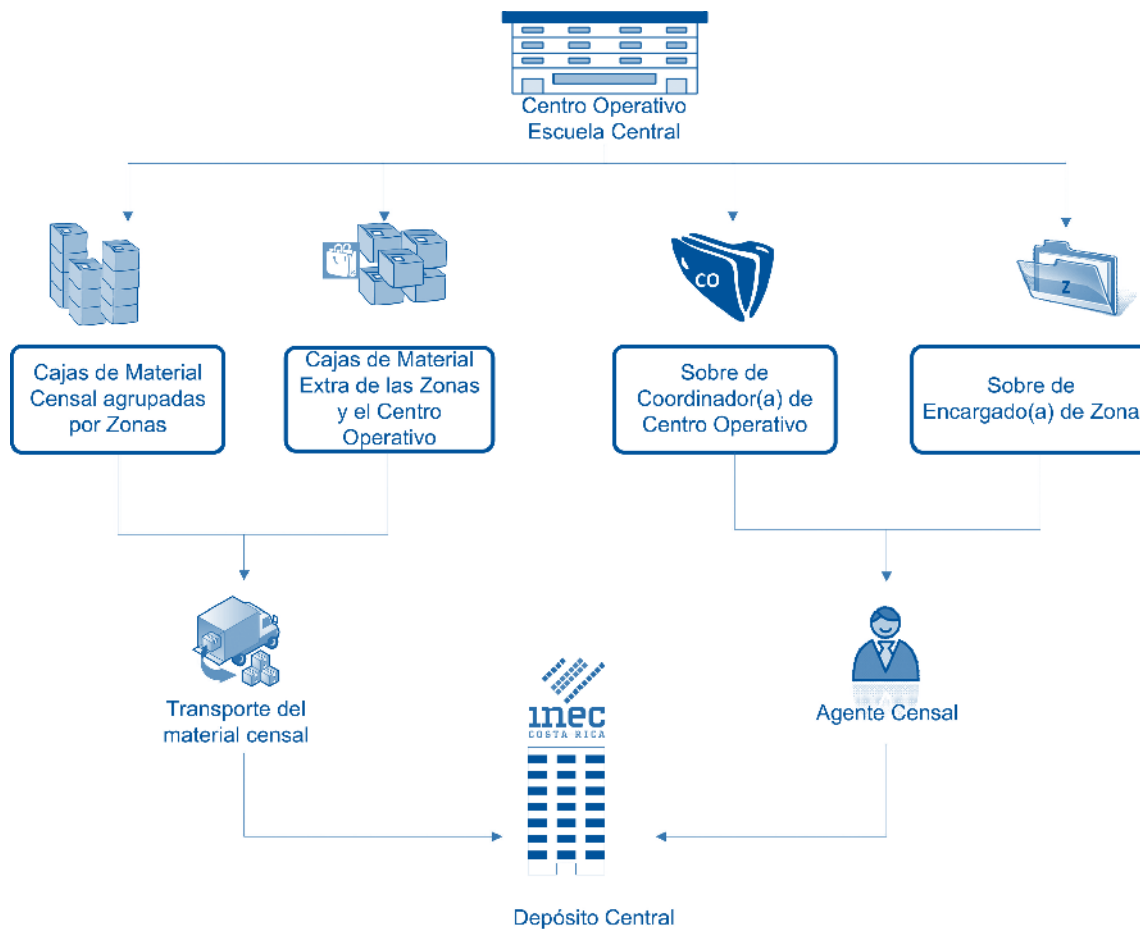 Centro Operativo
Escuela Central
CO
Z
Cajas de Material
Censal agrupadas
por Zonas
Cajas de Material
Extra de las Zonas
y el Centro
Operativo
Sobre de
Coordinador(a) de
Centro Operativo
Sobre de
Encargado(a) de Zona
Transporte del
material censal
Agente Censal
inec
COSTA RICA
Depósito Central